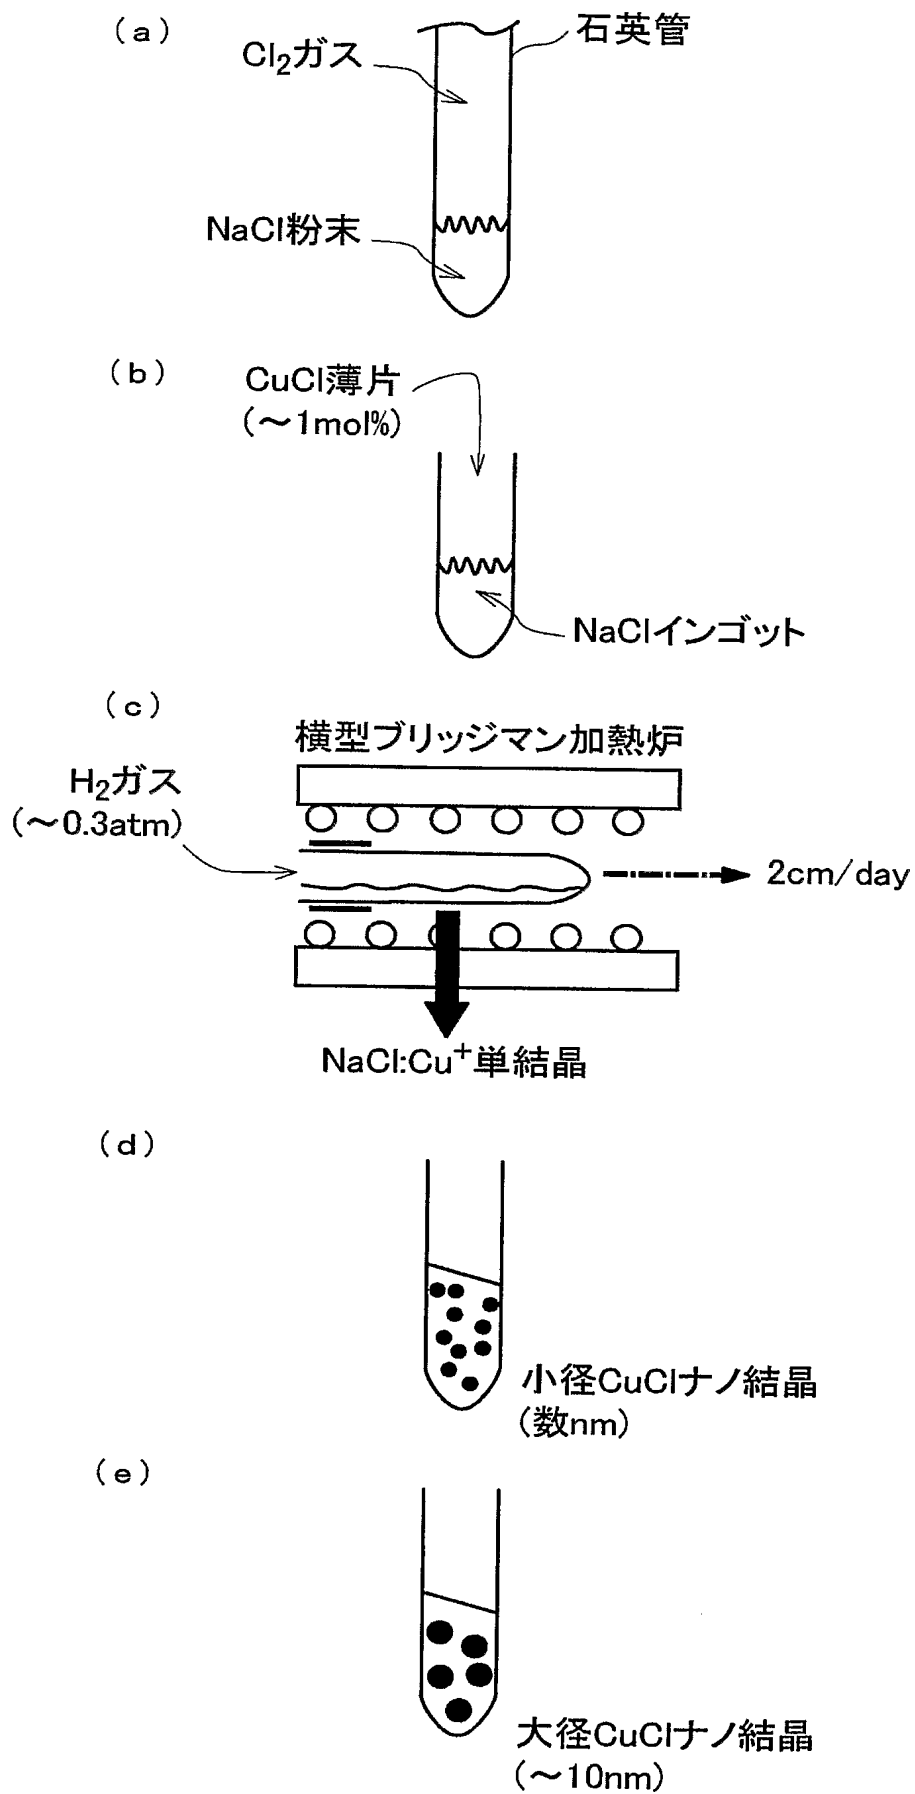 (a)
石英管
Cl2ガス
NaCl粉末
(b)
CuCl薄片
(～1mol%)
NaClインゴット
(c)
横型ブリッジマン加熱炉
H2ガス
(～0.3atm)
2cm/day
NaCl:Cu+単結晶
(d)
小径CuClナノ結晶
(数nm)
(e)
大径CuClナノ結晶
(～10nm)